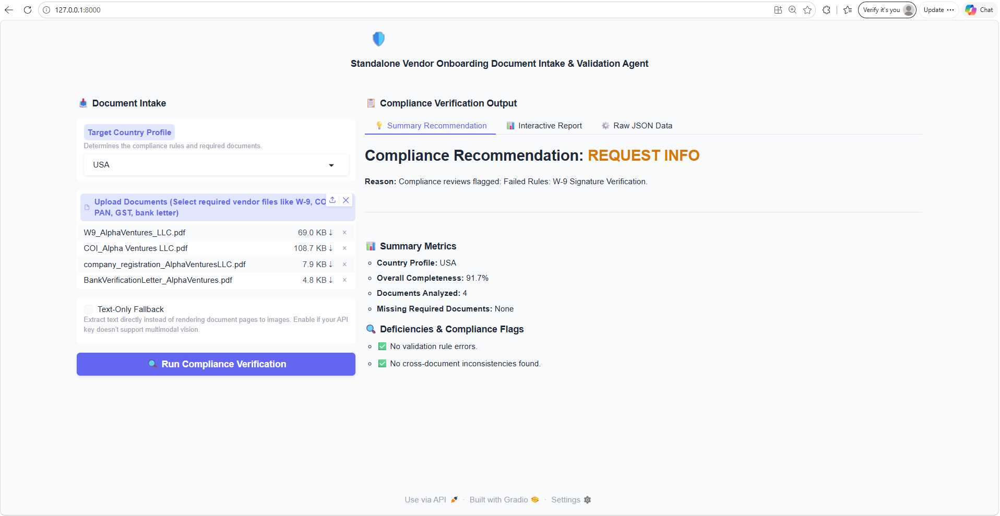 127.0.0.1:8000
Verify it's you
Update
Chat
Standalone Vendor Onboarding Document Intake & Validation Agent
Document Intake
Target Country Profile
Determines the compliance rules and required documents.
USA
Upload Documents (Select required vendor files like W-9, CO
PAN, GST, bank letter)
W9_AlphaVentures_LLC.pdf 69.0 KB ↓ ×
COI_Alpha Ventures LLC.pdf 108.7 KB ↓ ×
company_registration_AlphaVenturesLLC.pdf 7.9 KB ↓ ×
BankVerificationLetter_AlphaVentures.pdf 4.8 KB ↓ ×
Text-Only Fallback
Extract text directly instead of rendering document pages to images. Enable if your API
key doesn't support multimodal vision.
Run Compliance Verification
Compliance Verification Output
Summary Recommendation
Interactive Report
Raw JSON Data
Compliance Recommendation: REQUEST INFO
Reason: Compliance reviews flagged: Failed Rules: W-9 Signature Verification.
Summary Metrics
Country Profile: USA
Overall Completeness: 91.7%
Documents Analyzed: 4
Missing Required Documents: None
Deficiencies & Compliance Flags
No validation rule errors.
No cross-document inconsistencies found.
Use via API · Built with Gradio · Settings